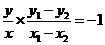 y/x × (y₁ − y₂)/(x₁ − x₂) = −1